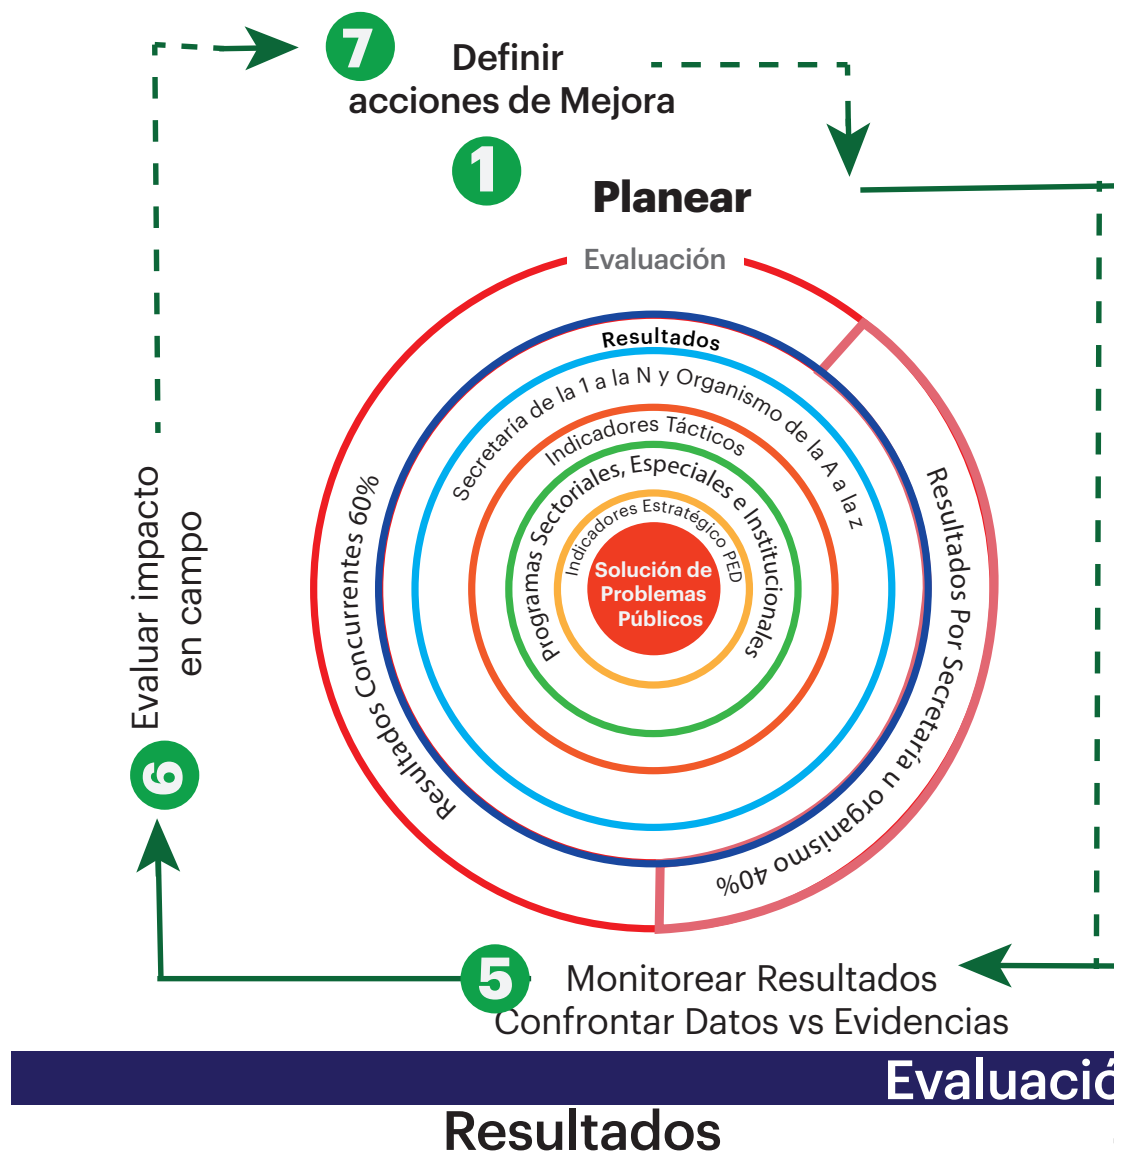 7
Definir
acciones de Mejora
1
Planear
Evaluación
Resultados
Secretaría de la 1 a la N y Organismo de la A a la z
Indicadores Tácticos
Programas Sectoriales, Especiales e Institucionales
Indicadores Estratégico PED
Solución de
Problemas
Públicos
Resultados Concurrentes 60%
Resultados Por Secretaría u organismo 40%
Evaluar impacto
en campo
6
5
Monitorear Resultados
Confrontar Datos vs Evidencias
Evaluació
Resultados